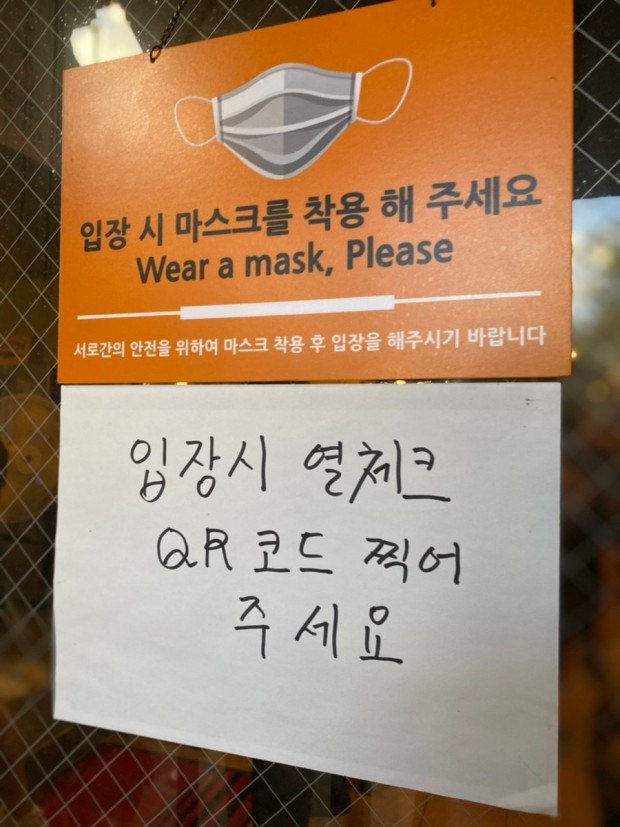 입장 시 마스크를 착용 해 주세요
Wear a mask, Please
서로간의 안전을 위하여 마스크 착용 후 입장을 해주시기 바랍니다
입장시 열체크
QR 코드 찍어
주세요